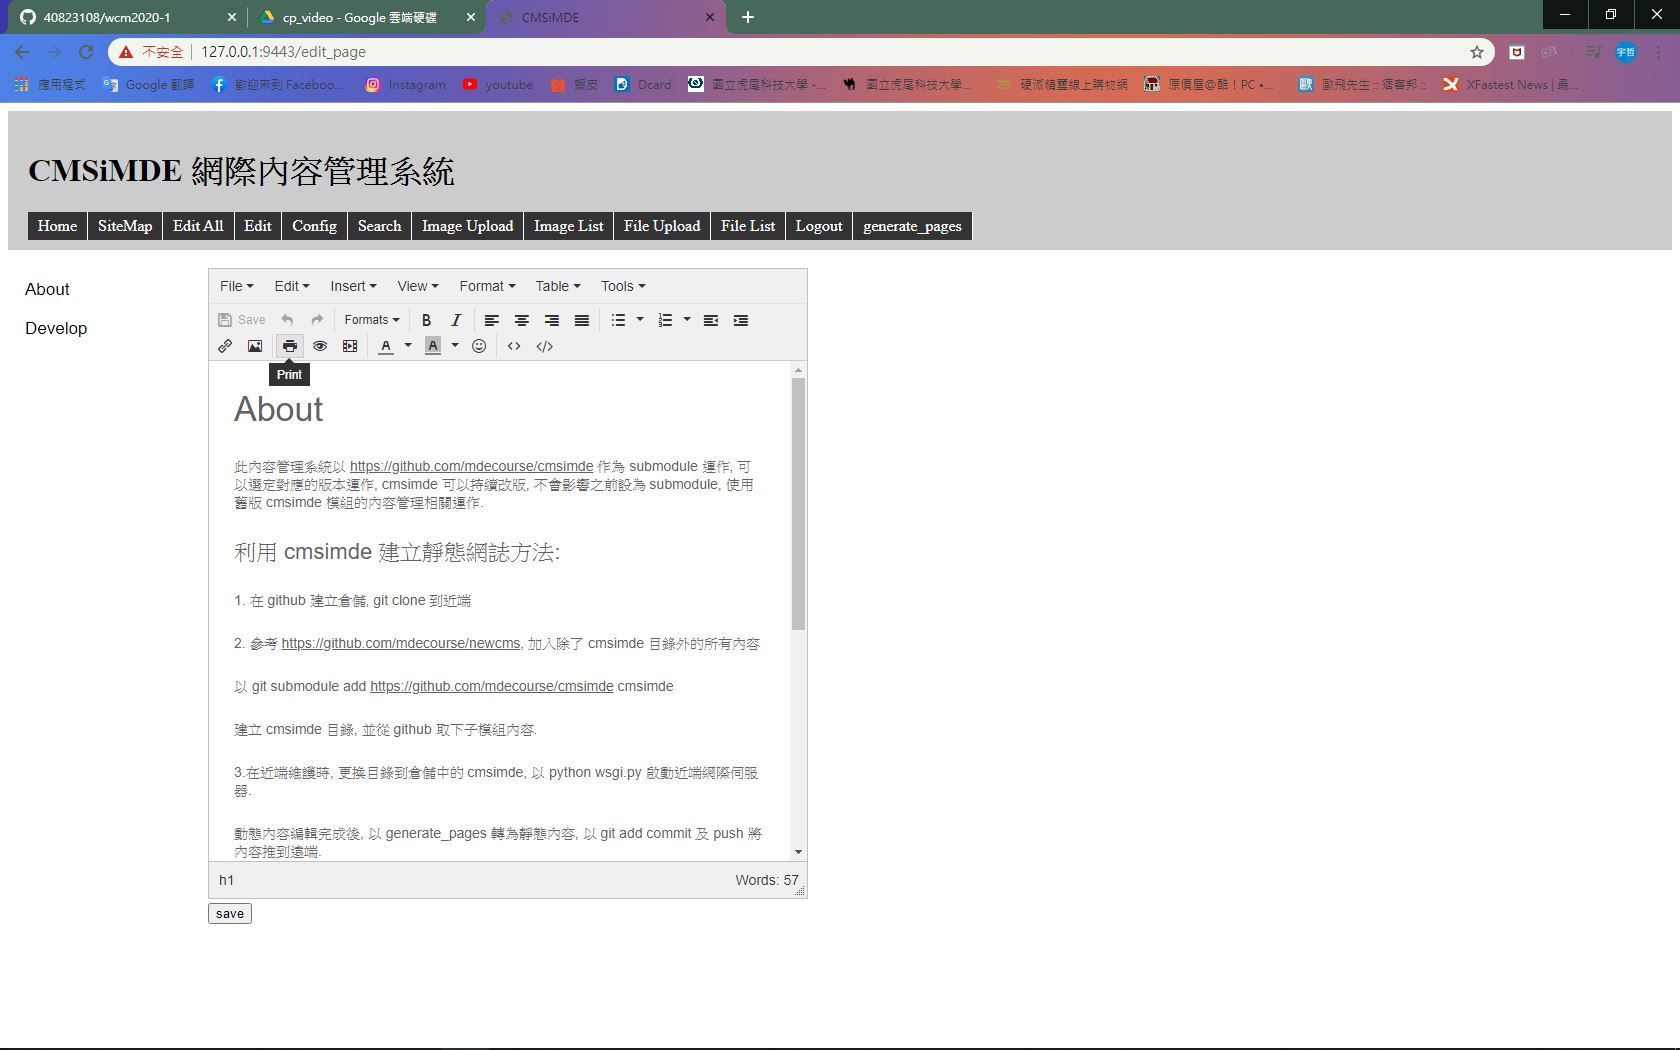 40823108/wcm2020-1
cp_video - Google 雲端硬碟
CMSiMDE
不安全 127.0.0.1:9443/edit_page
宇哲
應用程式 Google 翻譯 歡迎來到 Faceboo... Instagram youtube 蝦皮 Dcard 國立虎尾科技大學 -... 國立虎尾科技大學... 硬派精璽線上購物網 原價屋@酷！PC •... 歐飛先生 :: 痞客邦 :: XFastest News | 最...
CMSiMDE 網際內容管理系統
Home SiteMap Edit All Edit Config Search Image Upload Image List File Upload File List Logout generate_pages
About
Develop
File Edit Insert View Format Table Tools
Save Formats B I
A A
Print
About
此內容管理系統以 https://github.com/mdecourse/cmsimde 作為 submodule 運作, 可
以選定對應的版本運作, cmsimde 可以持續改版, 不會影響之前設為 submodule, 使用
舊版 cmsimde 模組的內容管理相關運作.
利用 cmsimde 建立靜態網誌方法:
1. 在 github 建立倉儲, git clone 到近端
2. 參考 https://github.com/mdecourse/newcms, 加入除了 cmsimde 目錄外的所有內容
以 git submodule add https://github.com/mdecourse/cmsimde cmsimde
建立 cmsimde 目錄, 並從 github 取下子模組內容.
3.在近端維護時, 更換目錄到倉儲中的 cmsimde, 以 python wsgi.py 啟動近端網際伺服
器.
動態內容編輯完成後, 以 generate_pages 轉為靜態內容, 以 git add commit 及 push 將
內容推到遠端.
h1
Words: 57
save